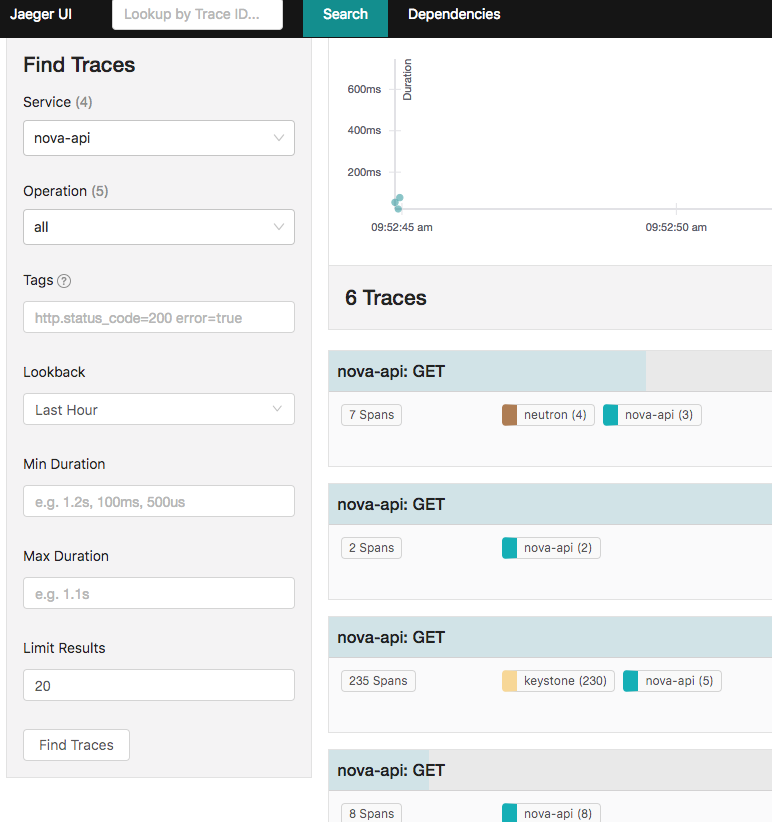 Jaeger UI
Lookup by Trace ID...
Search
Dependencies
Find Traces
Service (4)
nova-api
Operation (5)
all
Tags ?
http.status_code=200 error=true
Lookback
Last Hour
Min Duration
e.g. 1.2s, 100ms, 500us
Max Duration
e.g. 1.1s
Limit Results
20
Find Traces
Duration
600ms
400ms
200ms
09:52:45 am
09:52:50 am
6 Traces
nova-api: GET
7 Spans
neutron (4)
nova-api (3)
nova-api: GET
2 Spans
nova-api (2)
nova-api: GET
235 Spans
keystone (230)
nova-api (5)
nova-api: GET
8 Spans
nova-api (8)